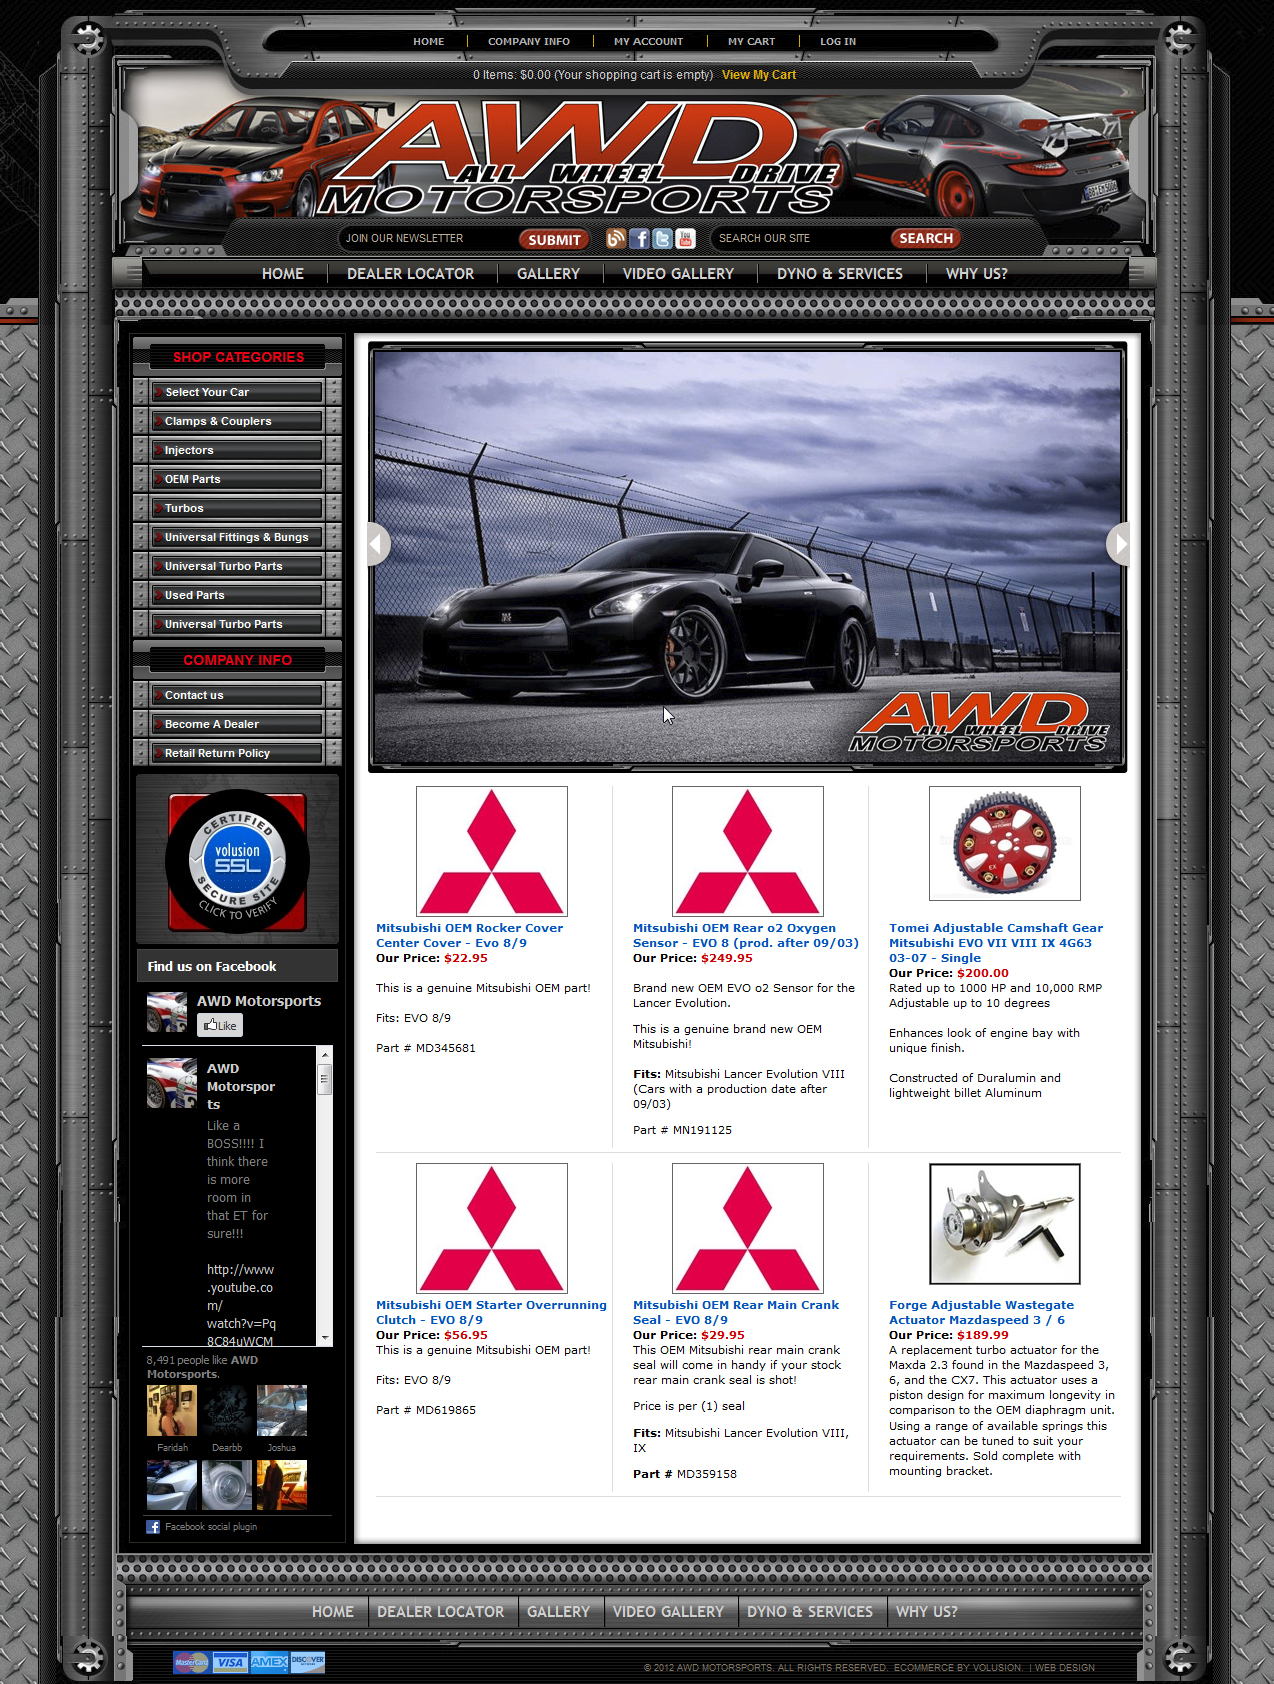 HOME COMPANY INFO MY ACCOUNT MY CART LOG IN
0 Items: $0.00 (Your shopping cart is empty) View My Cart
AWD
ALL WHEEL DRIVE
MOTORSPORTS
JOIN OUR NEWSLETTER SUBMIT SEARCH OUR SITE SEARCH
HOME DEALER LOCATOR GALLERY VIDEO GALLERY DYNO & SERVICES WHY US?
SHOP CATEGORIES
Select Your Car
Clamps & Couplers
Injectors
OEM Parts
Turbos
Universal Fittings & Bungs
Universal Turbo Parts
Used Parts
Universal Turbo Parts
COMPANY INFO
Contact us
Become A Dealer
Retail Return Policy
CERTIFIED
volusion
SSL
SECURE SITE
CLICK TO VERIFY
Find us on Facebook
AWD Motorsports
Like
AWD
Motorspor
ts
Like a
BOSS!!!! I
think there
is more
room in
that ET for
sure!!!
http://www
.youtube.co
m/
watch?v=Pq
8C84uWCM
8,491 people like AWD
Motorsports.
Faridah Dearbb Joshua
Facebook social plugin
AWD
ALL WHEEL DRIVE
MOTORSPORTS
Mitsubishi OEM Rocker Cover
Center Cover - Evo 8/9
Our Price: $22.95
This is a genuine Mitsubishi OEM part!
Fits: EVO 8/9
Part # MD345681
Mitsubishi OEM Rear o2 Oxygen
Sensor - EVO 8 (prod. after 09/03)
Our Price: $249.95
Brand new OEM EVO o2 Sensor for the
Lancer Evolution.
This is a genuine brand new OEM
Mitsubishi!
Fits: Mitsubishi Lancer Evolution VIII
(Cars with a production date after
09/03)
Part # MN191125
Tomei Adjustable Camshaft Gear
Mitsubishi EVO VII VIII IX 4G63
03-07 - Single
Our Price: $200.00
Rated up to 1000 HP and 10,000 RMP
Adjustable up to 10 degrees
Enhances look of engine bay with
unique finish.
Constructed of Duralumin and
lightweight billet Aluminum
Mitsubishi OEM Starter Overrunning
Clutch - EVO 8/9
Our Price: $56.95
This is a genuine Mitsubishi OEM part!
Fits: EVO 8/9
Part # MD619865
Mitsubishi OEM Rear Main Crank
Seal - EVO 8/9
Our Price: $29.95
This OEM Mitsubishi rear main crank
seal will come in handy if your stock
rear main crank seal is shot!
Price is per (1) seal
Fits: Mitsubishi Lancer Evolution VIII,
IX
Part # MD359158
Forge Adjustable Wastegate
Actuator Mazdaspeed 3 / 6
Our Price: $189.99
A replacement turbo actuator for the
Maxda 2.3 found in the Mazdaspeed 3,
6, and the CX7. This actuator uses a
piston design for maximum longevity in
comparison to the OEM diaphragm unit.
Using a range of available springs this
actuator can be tuned to suit your
requirements. Sold complete with
mounting bracket.
HOME DEALER LOCATOR GALLERY VIDEO GALLERY DYNO & SERVICES WHY US?
MasterCard VISA AMEX DISCOVER
© 2012 AWD MOTORSPORTS. ALL RIGHTS RESERVED. ECOMMERCE BY VOLUSION. | WEB DESIGN